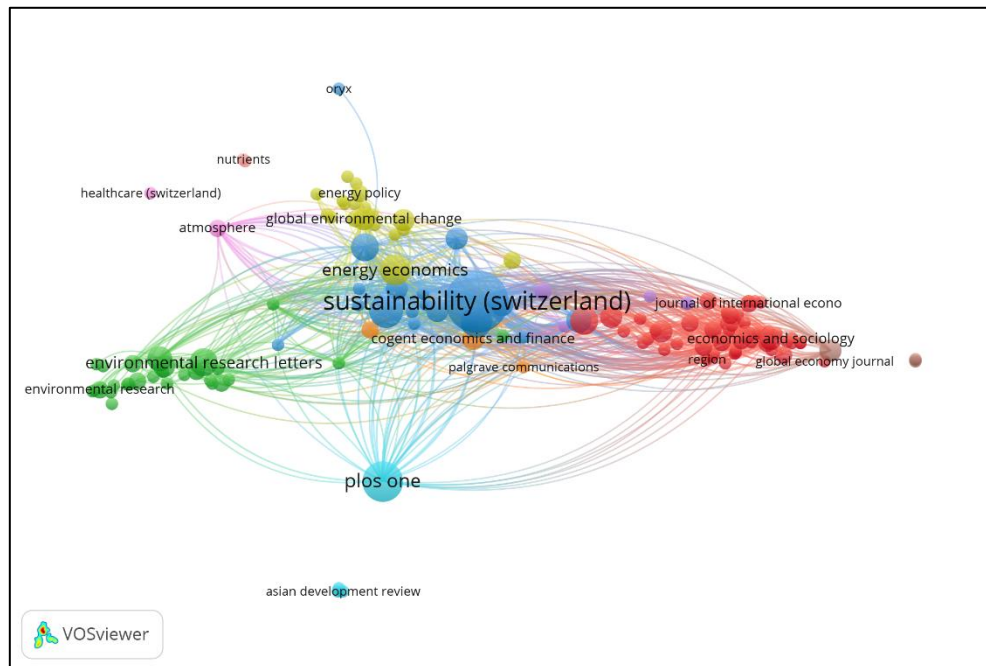 oryx
nutrients
healthcare (switzerland)
energy policy
atmosphere
global environmental change
energy economics
sustainability (switzerland)
journal of international econo
cogent economics and finance
economics and sociology
environmental research letters
palgrave communications
region
global economy journal
environmental research
plos one
asian development review
VOSviewer